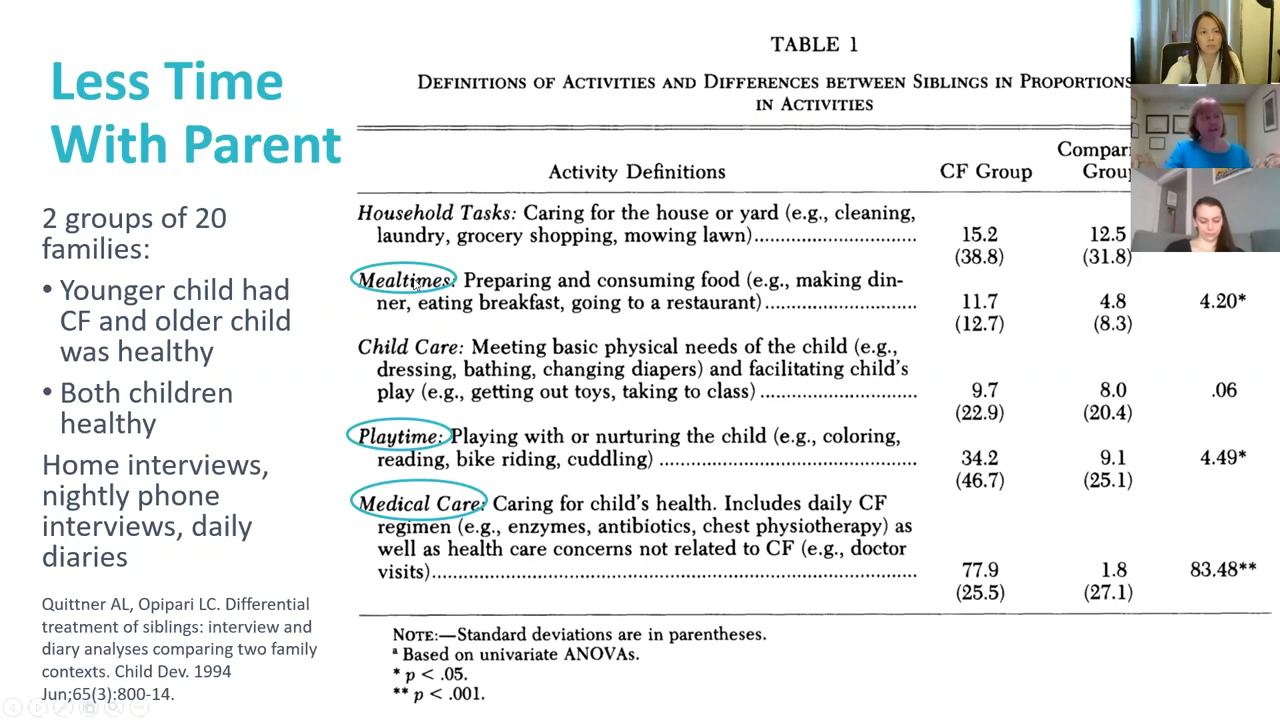 Less Time
With Parent
2 groups of 20
families:
• Younger child had
CF and older child
was healthy
• Both children
healthy
Home interviews,
nightly phone
interviews, daily
diaries
Quittner AL, Opipari LC. Differential
treatment of siblings: interview and
diary analyses comparing two family
contexts. Child Dev. 1994
Jun;65(3):800-14.
TABLE 1
DEFINITIONS OF ACTIVITIES AND DIFFERENCES BETWEEN SIBLINGS IN PROPORTIONS
IN ACTIVITIES
Activity Definitions CF Group
Household Tasks: Caring for the house or yard (e.g., cleaning,
laundry, grocery shopping, mowing lawn).................................. 15.2 12.5
(38.8) (31.8)
Mealtimes: Preparing and consuming food (e.g., making din-
ner, eating breakfast, going to a restaurant)............................... 11.7 4.8 4.20*
(12.7) (8.3)
Child Care: Meeting basic physical needs of the child (e.g.,
dressing, bathing, changing diapers) and facilitating child's
play (e.g., getting out toys, taking to class)................................ 9.7 8.0 .06
(22.9) (20.4)
Playtime: Playing with or nurturing the child (e.g., coloring,
reading, bike riding, cuddling) .................................................... 34.2 9.1 4.49*
(46.7) (25.1)
Medical Care: Caring for child's health. Includes daily CF
regimen (e.g., enzymes, antibiotics, chest physiotherapy) as
well as health care concerns not related to CF (e.g., doctor
visits)............................................................................................ 77.9 1.8 83.48**
(25.5) (27.1)
NOTE:—Standard deviations are in parentheses.
a Based on univariate ANOVAs.
* p < .05.
** p < .001.